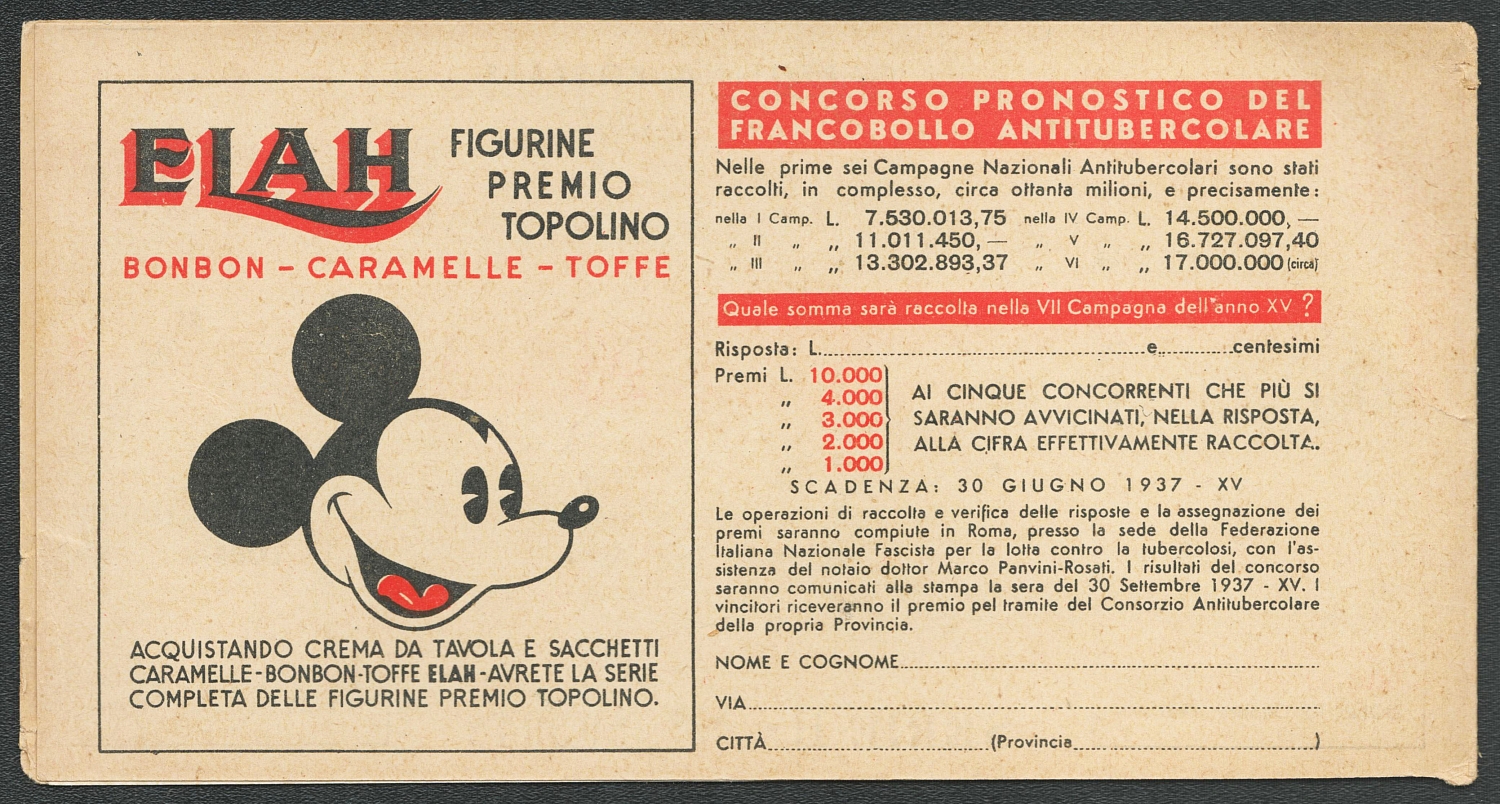 ELAH FIGURINE
PREMIO
TOPOLINO
BONBON - CARAMELLE - TOFFE
ACQUISTANDO CREMA DA TAVOLA E SACCHETTI
CARAMELLE-BONBON-TOFFE ELAH-AVRETE LA SERIE
COMPLETA DELLE FIGURINE PREMIO TOPOLINO.
CONCORSO PRONOSTICO DEL
FRANCOBOLLO ANTITUBERCOLARE
Nelle prime sei Campagne Nazionali Antitubercolari sono stati
raccolti, in complesso, circa ottanta milioni, e precisamente:
nella I Camp. L. 7.530.013,75 nella IV Camp. L. 14.500.000,—
„ II „ „ 11.011.450,— „ V „ „ 16.727.097,40
„ III „ „ 13.302.893,37 „ VI „ „ 17.000.000 (circa)
Quale somma sarà raccolta nella VII Campagna dell'anno XV ?
Risposta: L. e centesimi
Premi L. 10.000
„ 4.000
„ 3.000
„ 2.000
„ 1.000
AI CINQUE CONCORRENTI CHE PIÙ SI
SARANNO AVVICINATI, NELLA RISPOSTA,
ALLA CIFRA EFFETTIVAMENTE RACCOLTA.
SCADENZA: 30 GIUGNO 1937 - XV
Le operazioni di raccolta e verifica delle risposte e la assegnazione dei
premi saranno compiute in Roma, presso la sede della Federazione
Italiana Nazionale Fascista per la lotta contro la tubercolosi, con l'as-
sistenza del notaio dottor Marco Panvini-Rosati. I risultati del concorso
saranno comunicati alla stampa la sera del 30 Settembre 1937 - XV. I
vincitori riceveranno il premio pel tramite del Consorzio Antitubercolare
della propria Provincia.
NOME E COGNOME
VIA
CITTÀ (Provincia )